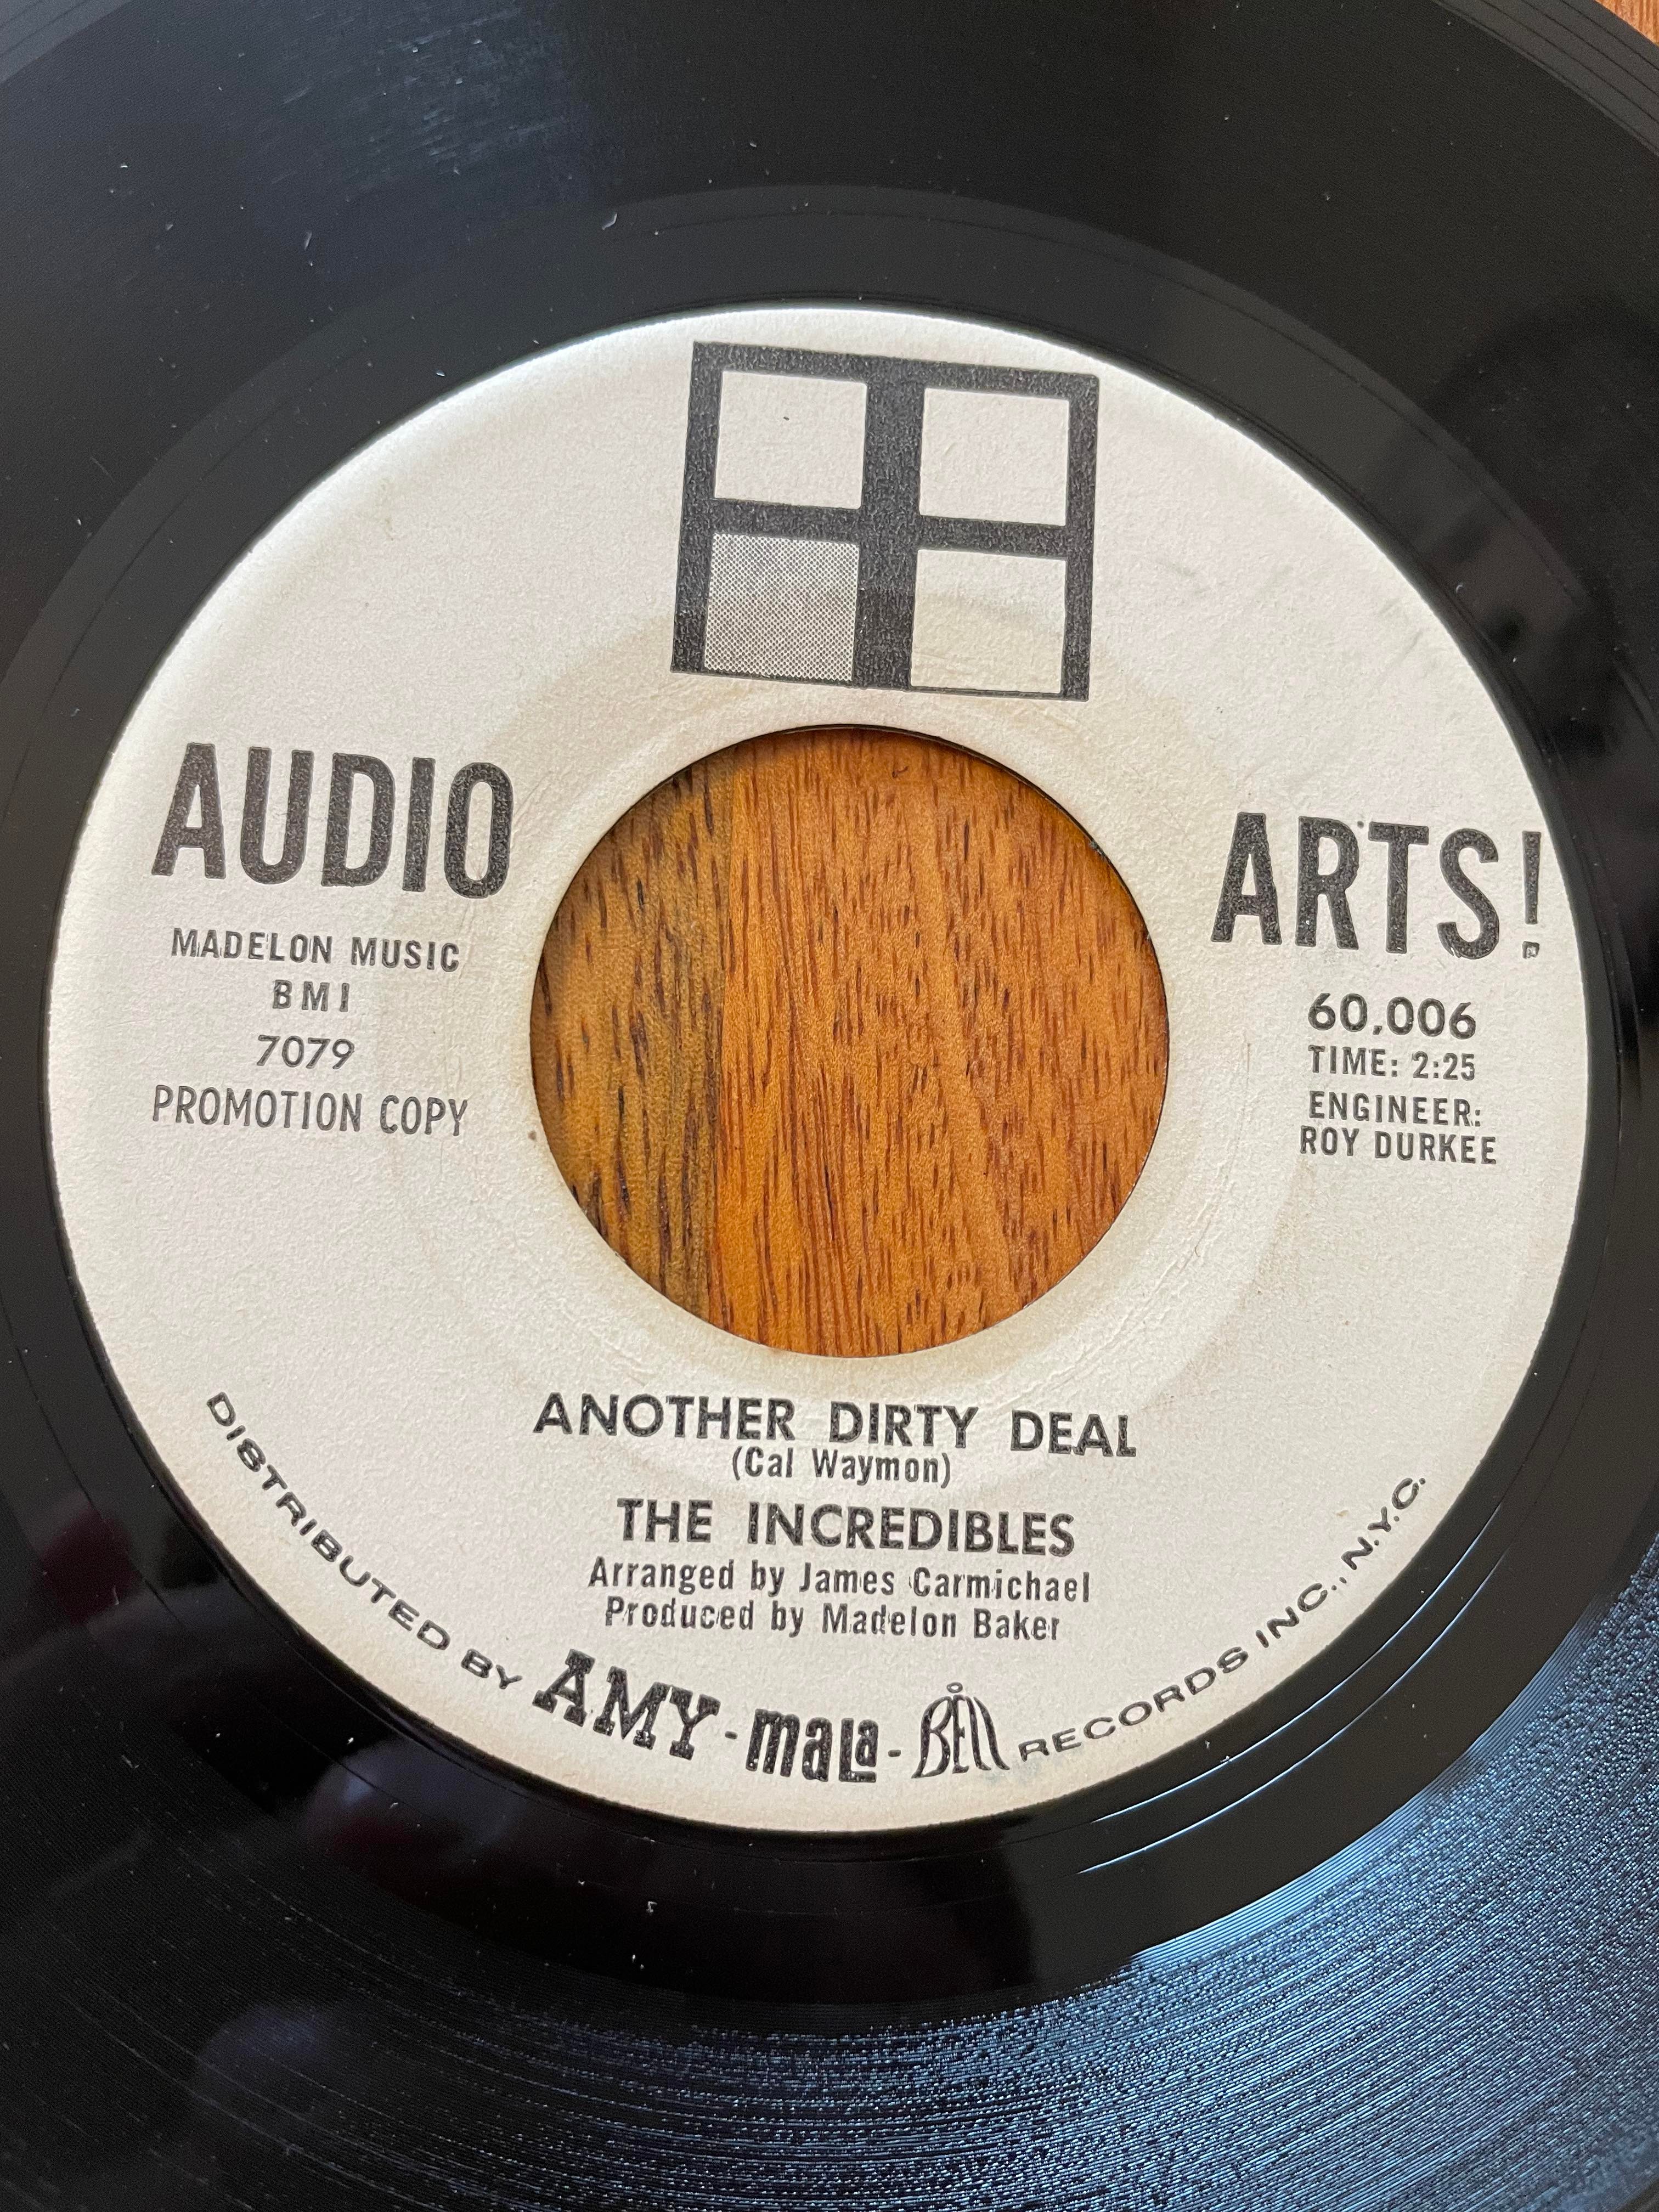 AUDIO ARTS!
MADELON MUSIC
BMI
7079
PROMOTION COPY
60,006
TIME: 2:25
ENGINEER:
ROY DURKEE
ANOTHER DIRTY DEAL
(Cal Waymon)
THE INCREDIBLES
Arranged by James Carmichael
Produced by Madelon Baker
DISTRIBUTED BY AMY-mala-BELL RECORDS INC., N.Y.C.